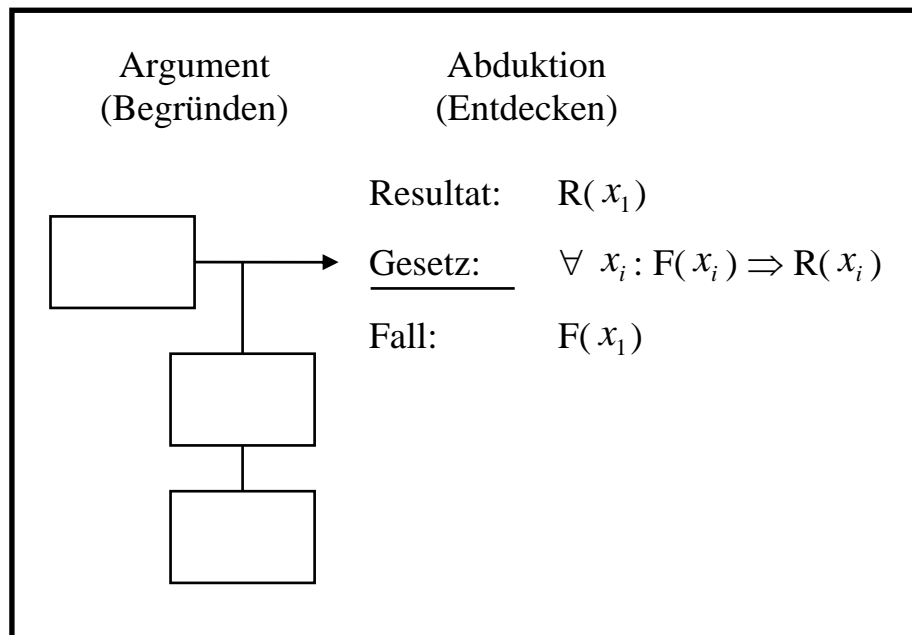 Argument
(Begründen)
Abduktion
(Entdecken)
Resultat: R(x₁)
Gesetz: ∀ xᵢ: F(xᵢ) ⇒ R(xᵢ)
Fall: F(x₁)